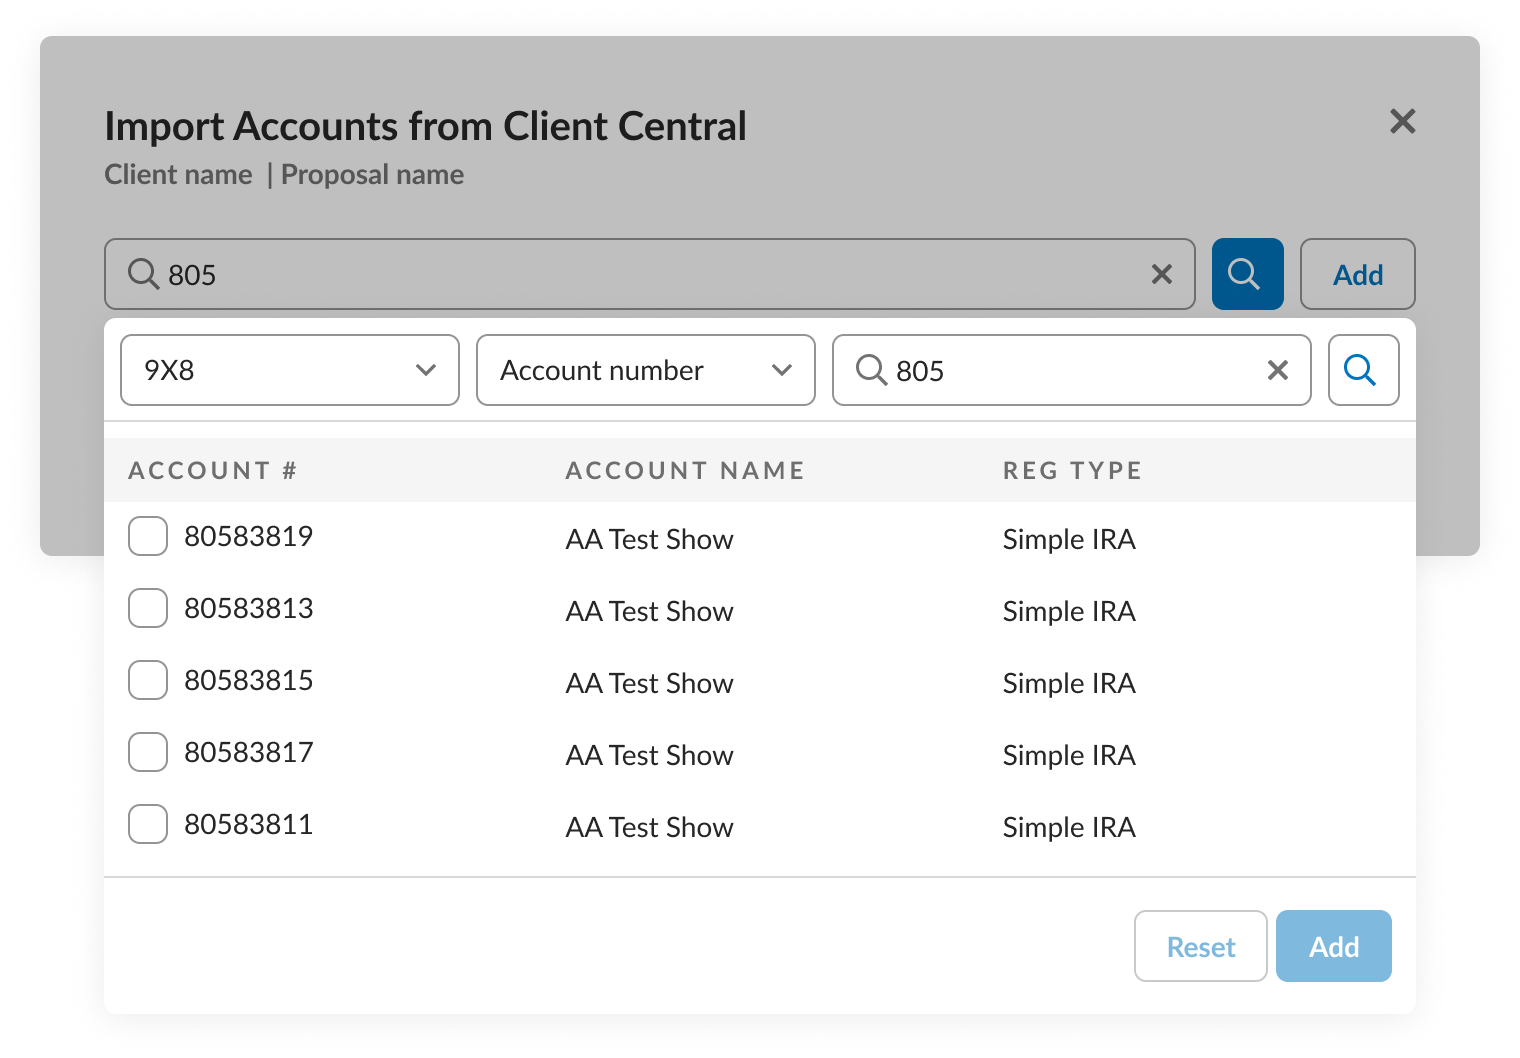 Import Accounts from Client Central
Client name | Proposal name
805 Add
9X8 Account number 805
ACCOUNT # ACCOUNT NAME REG TYPE
80583819 AA Test Show Simple IRA
80583813 AA Test Show Simple IRA
80583815 AA Test Show Simple IRA
80583817 AA Test Show Simple IRA
80583811 AA Test Show Simple IRA
Reset Add